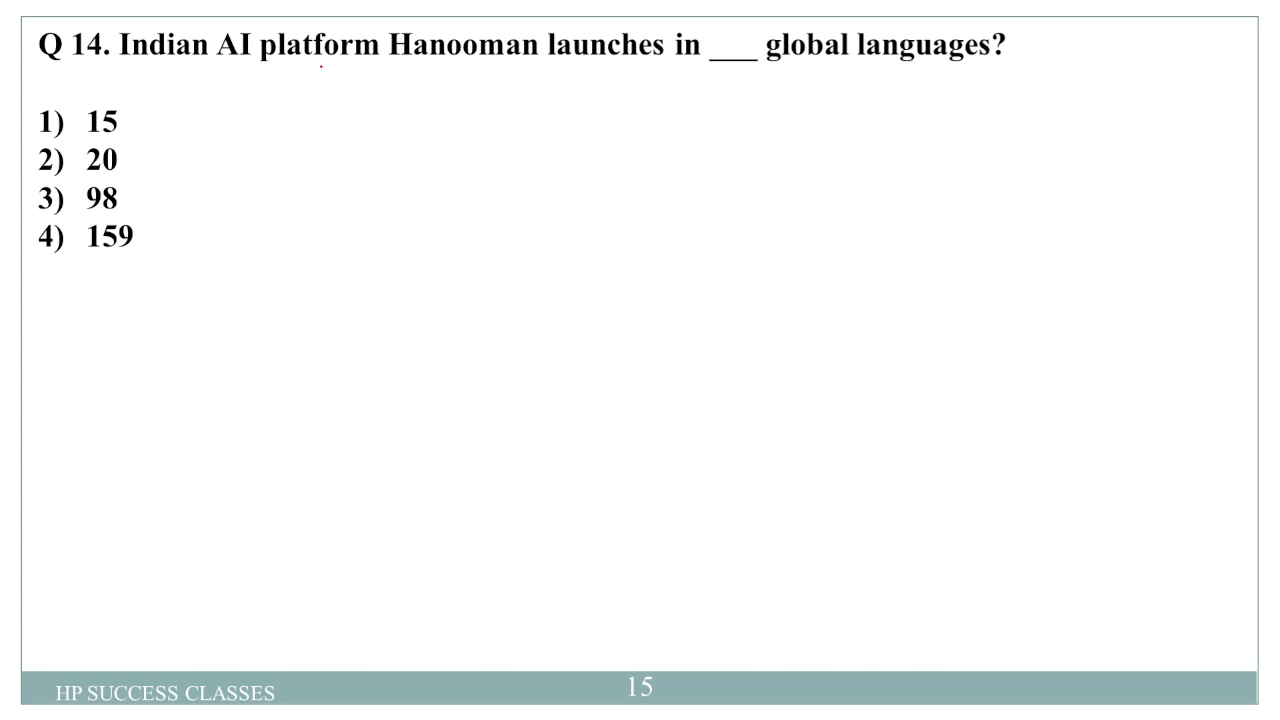 Q 14. Indian AI platform Hanooman launches in ___ global languages?
1) 15
2) 20
3) 98
4) 159
HP SUCCESS CLASSES
15